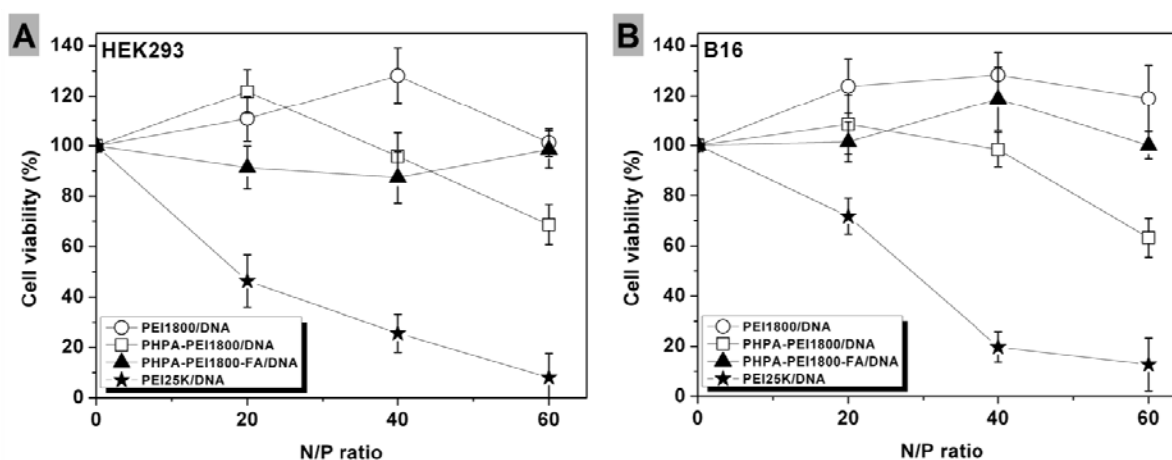 A
HEK293
Cell viability (%)
140
120
100
80
60
40
20
0
PEI1800/DNA
PHPA-PEI1800/DNA
PHPA-PEI1800-FA/DNA
PEI25K/DNA
0 20 40 60
N/P ratio
B
B16
Cell viability (%)
140
120
100
80
60
40
20
0
PEI1800/DNA
PHPA-PEI1800/DNA
PHPA-PEI1800-FA/DNA
PEI25K/DNA
0 20 40 60
N/P ratio